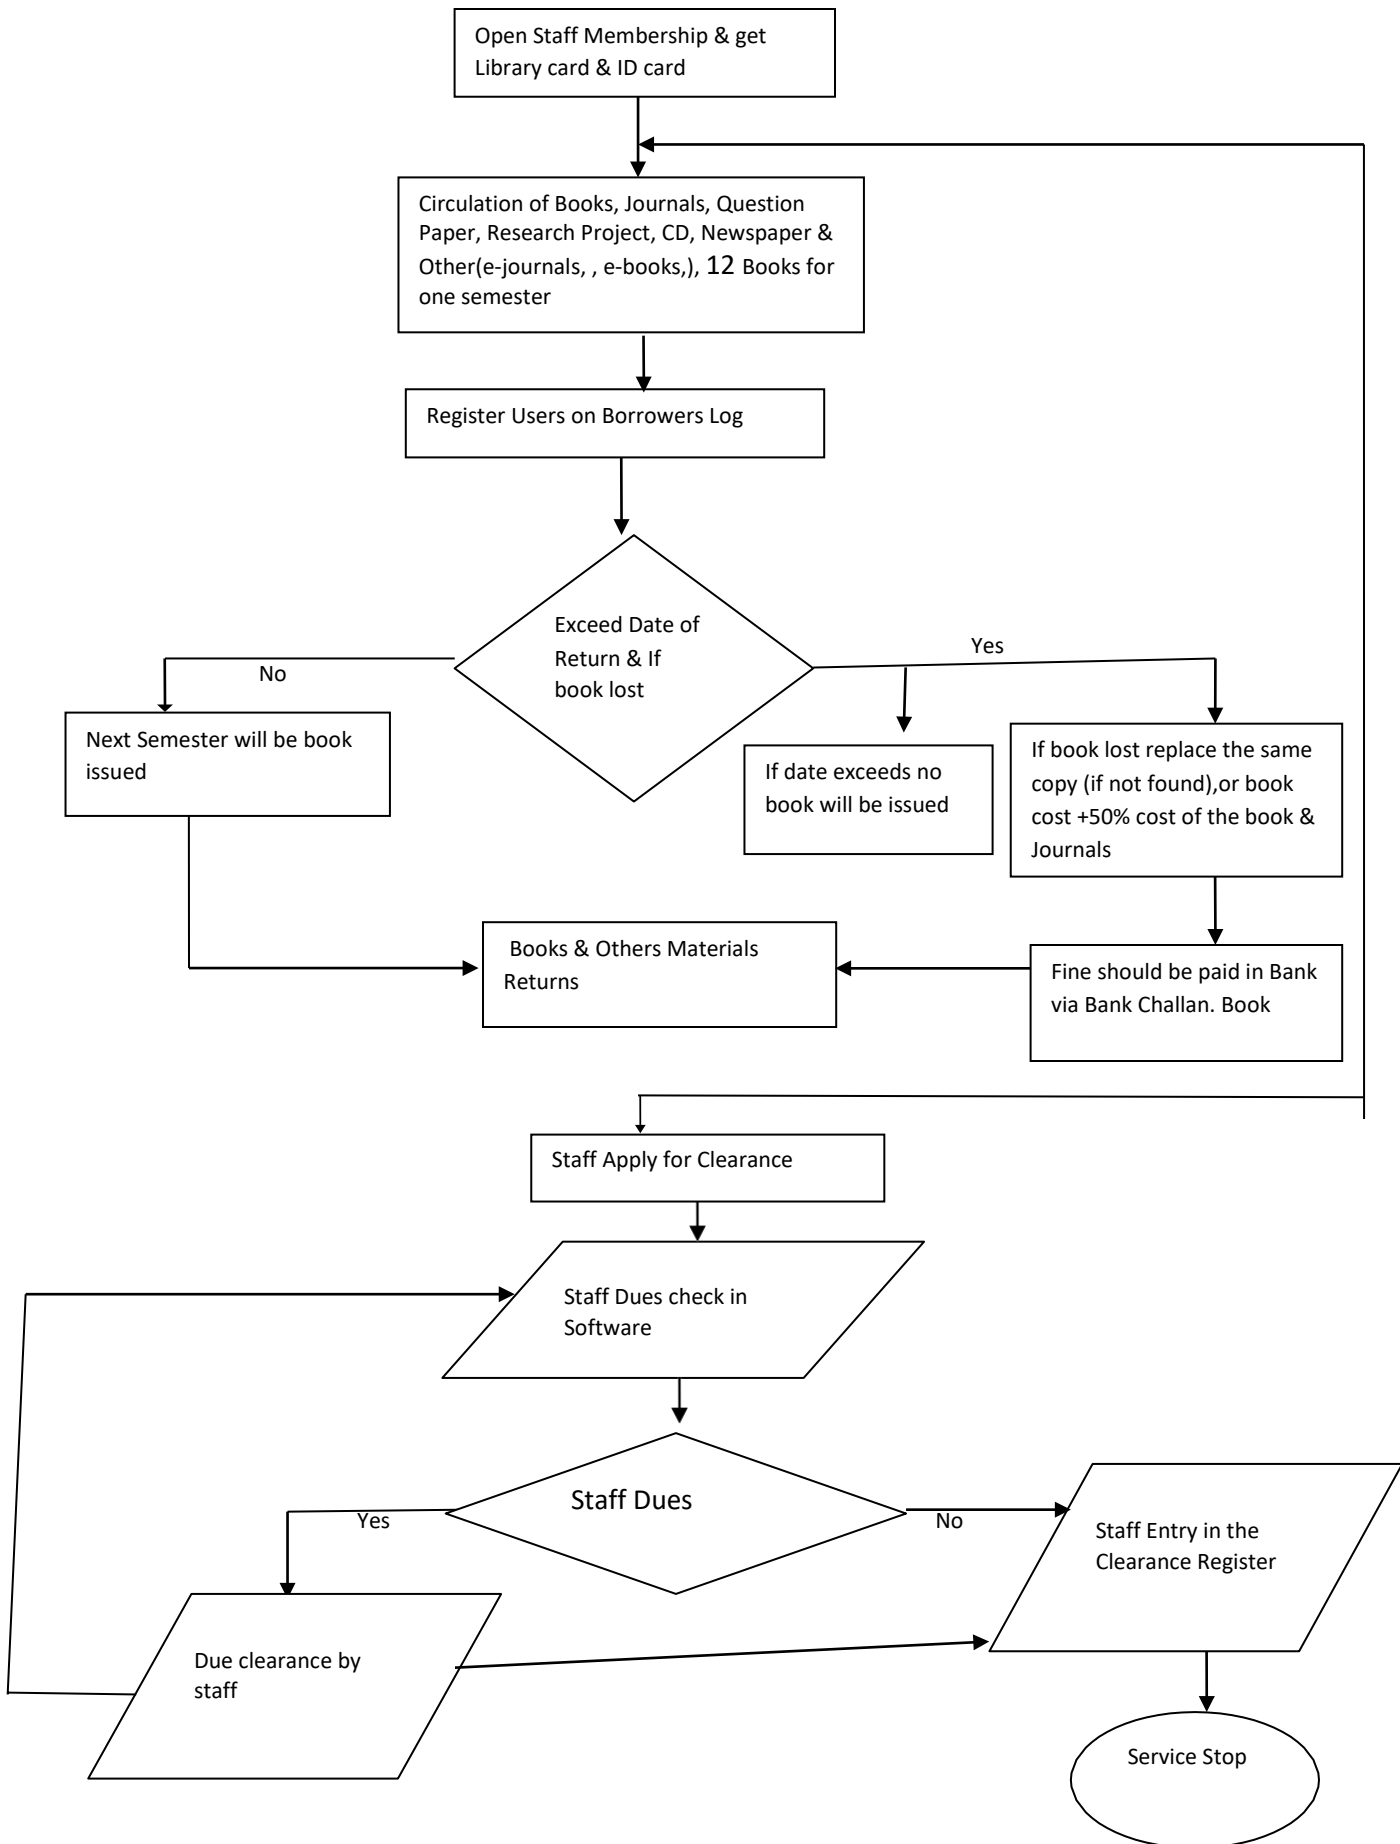 Open Staff Membership & get
Library card & ID card
Circulation of Books, Journals, Question
Paper, Research Project, CD, Newspaper &
Other(e-journals, , e-books,), 12 Books for
one semester
Register Users on Borrowers Log
Exceed Date of
Return & If
book lost
No
Yes
Next Semester will be book
issued
If date exceeds no
book will be issued
If book lost replace the same
copy (if not found),or book
cost +50% cost of the book &
Journals
Books & Others Materials
Returns
Fine should be paid in Bank
via Bank Challan. Book
Staff Apply for Clearance
Staff Dues check in
Software
Staff Dues
Yes
No
Staff Entry in the
Clearance Register
Due clearance by
staff
Service Stop